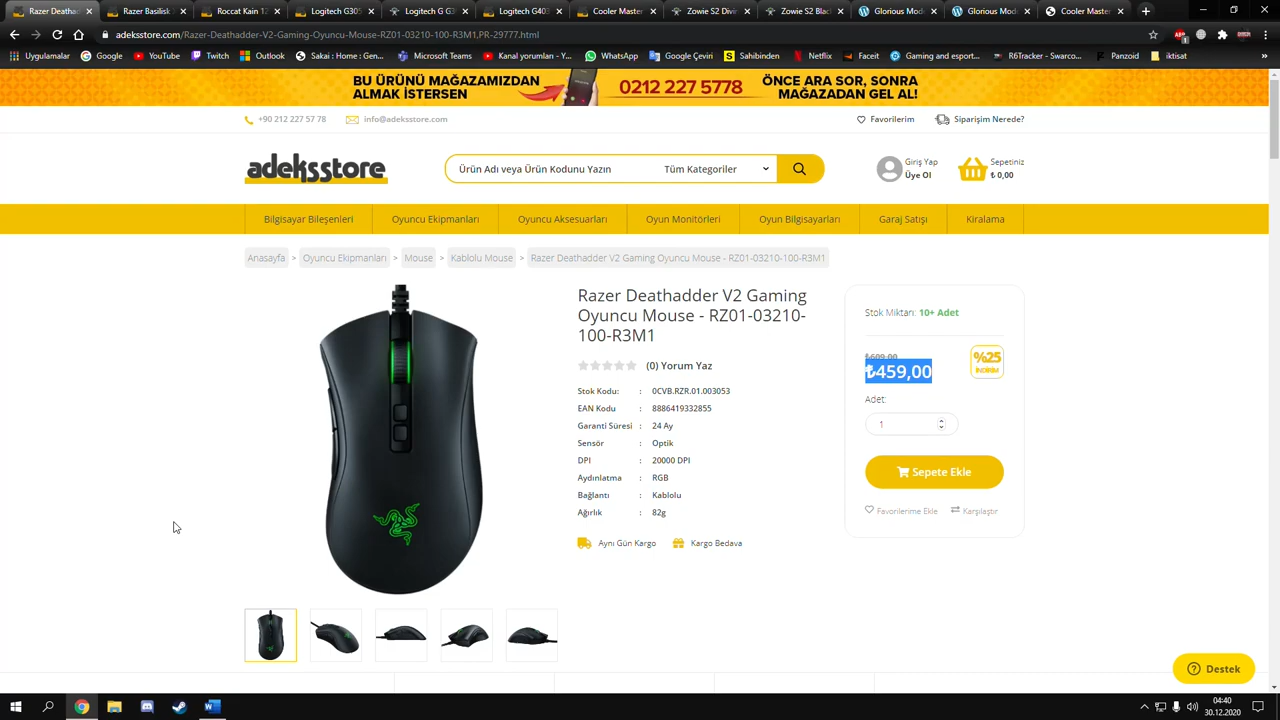 Razer Deat
Razer Basilisk
Roccat Kain 1
Logitech G305
Logitech G
Logitech G403
Cooler Master
Zowie S2 Di
Zowie S2 Blac
Glorious Mode
Glorious Mode
Cooler Master
adeksstore.com/Razer-Deathadder-V2-Gaming-Oyuncu-Mouse-RZ01-03210-100-R3M1,PR-29777.html
Uygulamalar
Google
YouTube
Twitch
Outlook
Sakai : Home : Gen...
Microsoft Teams
Kanal yorumları - Y...
WhatsApp
Google Çeviri
Sahibinden
Netflix
Faceit
Gaming and esport...
R6Tracker - Swarco...
Panzoid
iktisat
BU ÜRÜNÜ MAĞAZAMIZDAN
ALMAK İSTERSEN
0212 227 5778
ÖNCE ARA SOR, SONRA
MAĞAZADAN GEL AL!
+90 212 227 57 78
info@adeksstore.com
Favorilerim
Siparişim Nerede?
adeksstore
Ürün Adı veya Ürün Kodunu Yazın
Tüm Kategoriler
Giriş Yap
Üye Ol
Sepetiniz
₺ 0,00
Bilgisayar Bileşenleri
Oyuncu Ekipmanları
Oyuncu Aksesuarları
Oyun Monitörleri
Oyun Bilgisayarları
Garaj Satışı
Kiralama
Anasayfa > Oyuncu Ekipmanları > Mouse > Kablolu Mouse > Razer Deathadder V2 Gaming Oyuncu Mouse - RZ01-03210-100-R3M1
Razer Deathadder V2 Gaming
Oyuncu Mouse - RZ01-03210-
100-R3M1
(0) Yorum Yaz
Stok Kodu: : 0CVB.RZR.01.003053
EAN Kodu : 8886419332855
Garanti Süresi : 24 Ay
Sensör : Optik
DPI : 20000 DPI
Aydınlatma : RGB
Bağlantı : Kablolu
Ağırlık : 82g
Aynı Gün Kargo
Kargo Bedava
Stok Miktarı: 10+ Adet
₺609,00
₺459,00
%25
İNDİRİM
Adet:
1
Sepete Ekle
Favorilerime Ekle
Karşılaştır
Destek
04:40
30.12.2020